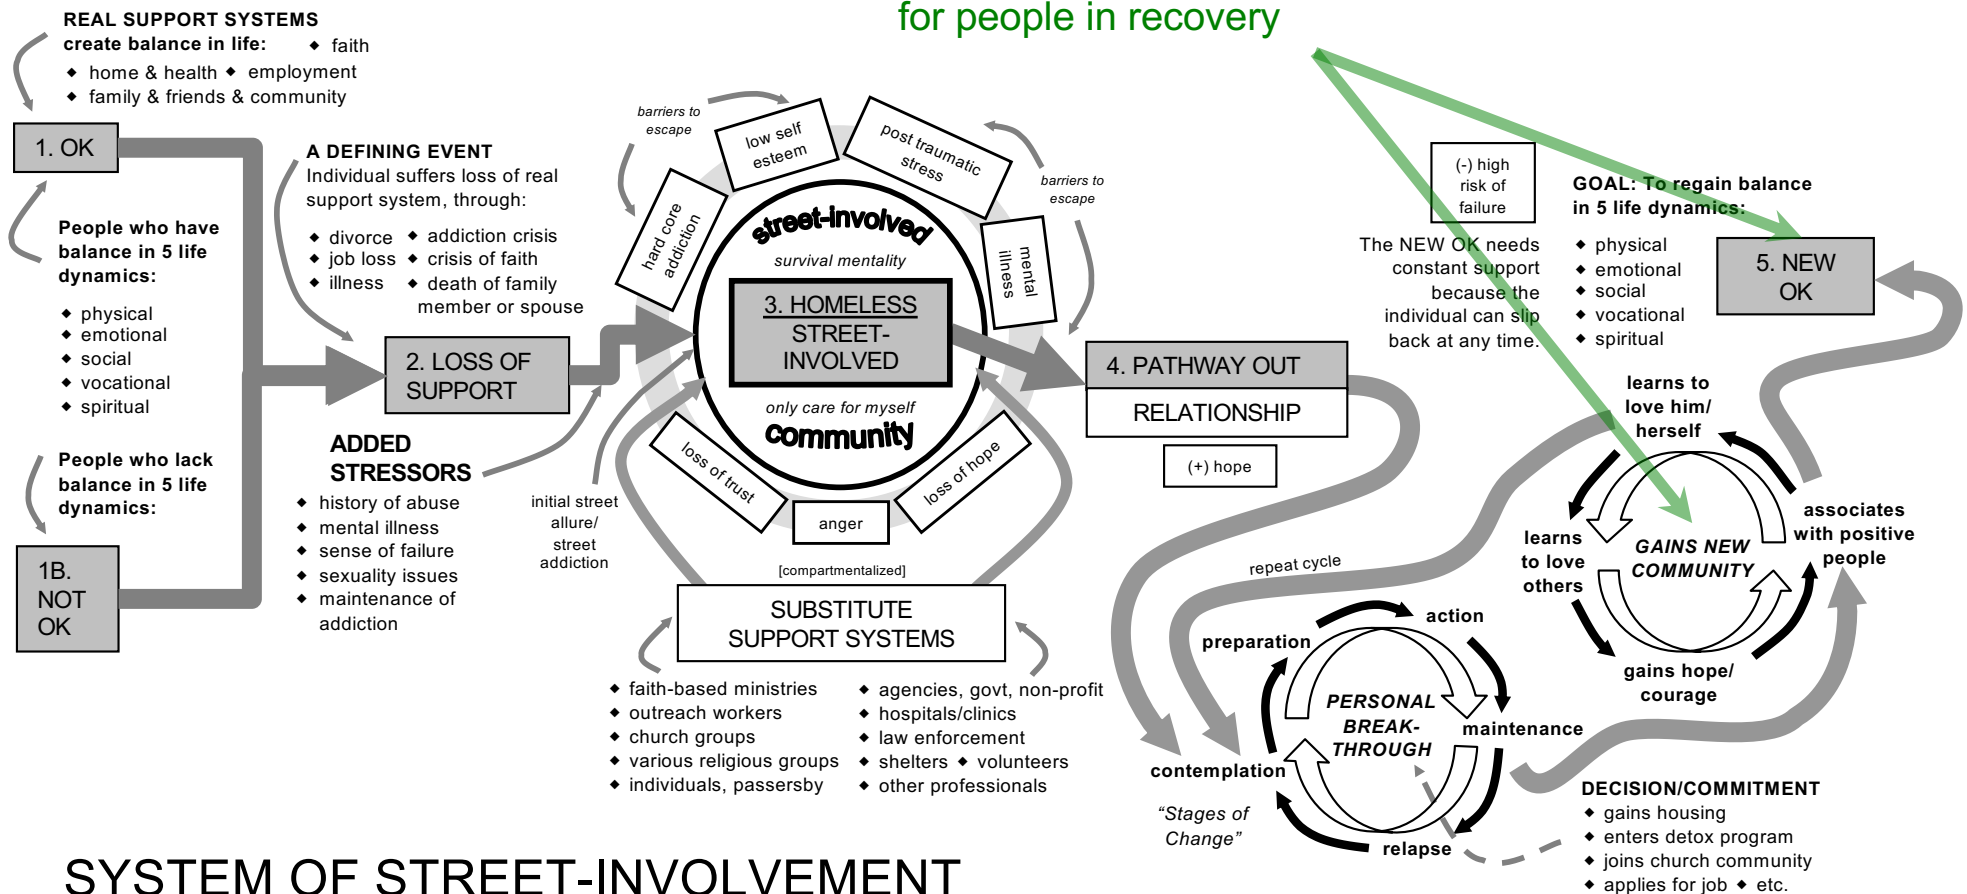 for people in recovery
REAL SUPPORT SYSTEMS
create balance in life: ◆ faith
◆ home & health ◆ employment
◆ family & friends & community
1. OK
People who have
balance in 5 life
dynamics:
◆ physical
◆ emotional
◆ social
◆ vocational
◆ spiritual
People who lack
balance in 5 life
dynamics:
1B.
NOT
OK
A DEFINING EVENT
Individual suffers loss of real
support system, through:
◆ divorce ◆ addiction crisis
◆ job loss ◆ crisis of faith
◆ illness ◆ death of family
member or spouse
2. LOSS OF
SUPPORT
ADDED
STRESSORS
◆ history of abuse
◆ mental illness
◆ sense of failure
◆ sexuality issues
◆ maintenance of
addiction
initial street
allure/
street
addiction
barriers to
escape
hard core
addiction
low self
esteem
post traumatic
stress
mental
illness
barriers to
escape
street-involved
survival mentality
3. HOMELESS
STREET-
INVOLVED
only care for myself
community
loss of trust
anger
loss of hope
[compartmentalized]
SUBSTITUTE
SUPPORT SYSTEMS
◆ faith-based ministries
◆ outreach workers
◆ church groups
◆ various religious groups
◆ individuals, passersby
◆ agencies, govt, non-profit
◆ hospitals/clinics
◆ law enforcement
◆ shelters ◆ volunteers
◆ other professionals
4. PATHWAY OUT
RELATIONSHIP
(+) hope
repeat cycle
preparation
action
maintenance
relapse
contemplation
PERSONAL
BREAK-
THROUGH
“Stages of
Change”
DECISION/COMMITMENT
◆ gains housing
◆ enters detox program
◆ joins church community
◆ applies for job ◆ etc.
learns to
love him/
herself
learns
to love
others
gains hope/
courage
associates
with positive
people
GAINS NEW
COMMUNITY
(-) high
risk of
failure
The NEW OK needs
constant support
because the
individual can slip
back at any time.
GOAL: To regain balance
in 5 life dynamics:
◆ physical
◆ emotional
◆ social
◆ vocational
◆ spiritual
5. NEW
OK
SYSTEM OF STREET-INVOLVEMENT